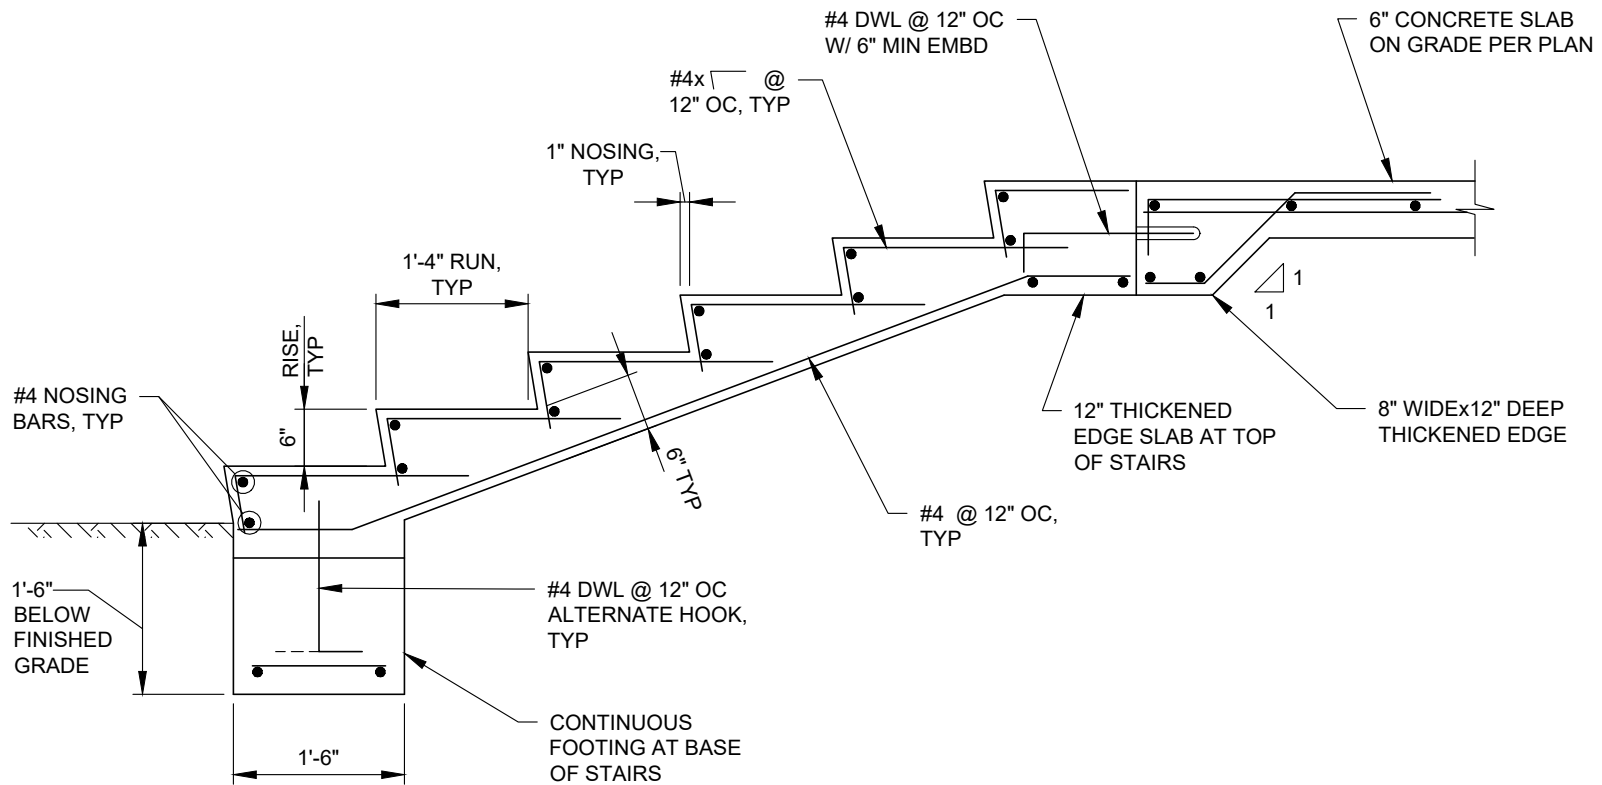 #4 DWL @ 12" OC
W/ 6" MIN EMBD
6" CONCRETE SLAB
ON GRADE PER PLAN
#4x @
12" OC, TYP
1" NOSING,
TYP
1'-4" RUN,
TYP
RISE,
TYP
6"
#4 NOSING
BARS, TYP
6" TYP
1
1
12" THICKENED
EDGE SLAB AT TOP
OF STAIRS
8" WIDEx12" DEEP
THICKENED EDGE
#4 @ 12" OC,
TYP
1'-6"
BELOW
FINISHED
GRADE
#4 DWL @ 12" OC
ALTERNATE HOOK,
TYP
CONTINUOUS
FOOTING AT BASE
OF STAIRS
1'-6"